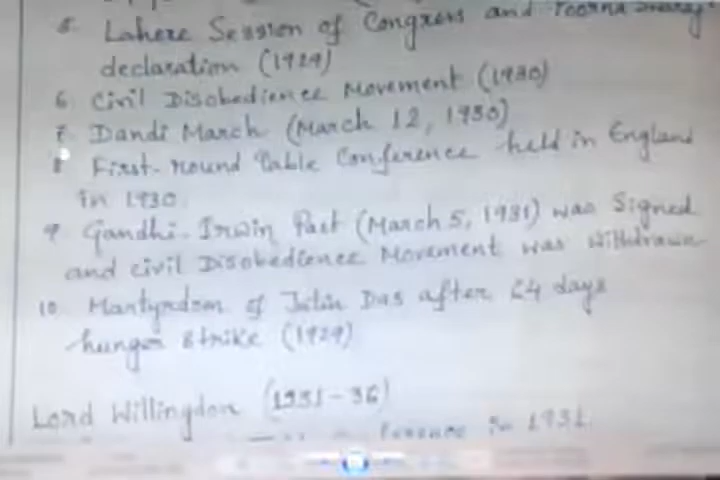 5. Lahore Session of Congress and Poorna Swaraj
declaration (1929)
6 Civil Disobedience Movement (1930)
7. Dandi March (March 12, 1930)
8 First round Table Conference held in England
in 1930.
9 Gandhi-Irwin Pact (March 5, 1931) was Signed
and civil Disobedience Movement was withdrawn
10. Martyrdom of Jatin Das after 64 days
hunger strike (1929)
Lord Willingdon (1931-36)
in 1931.